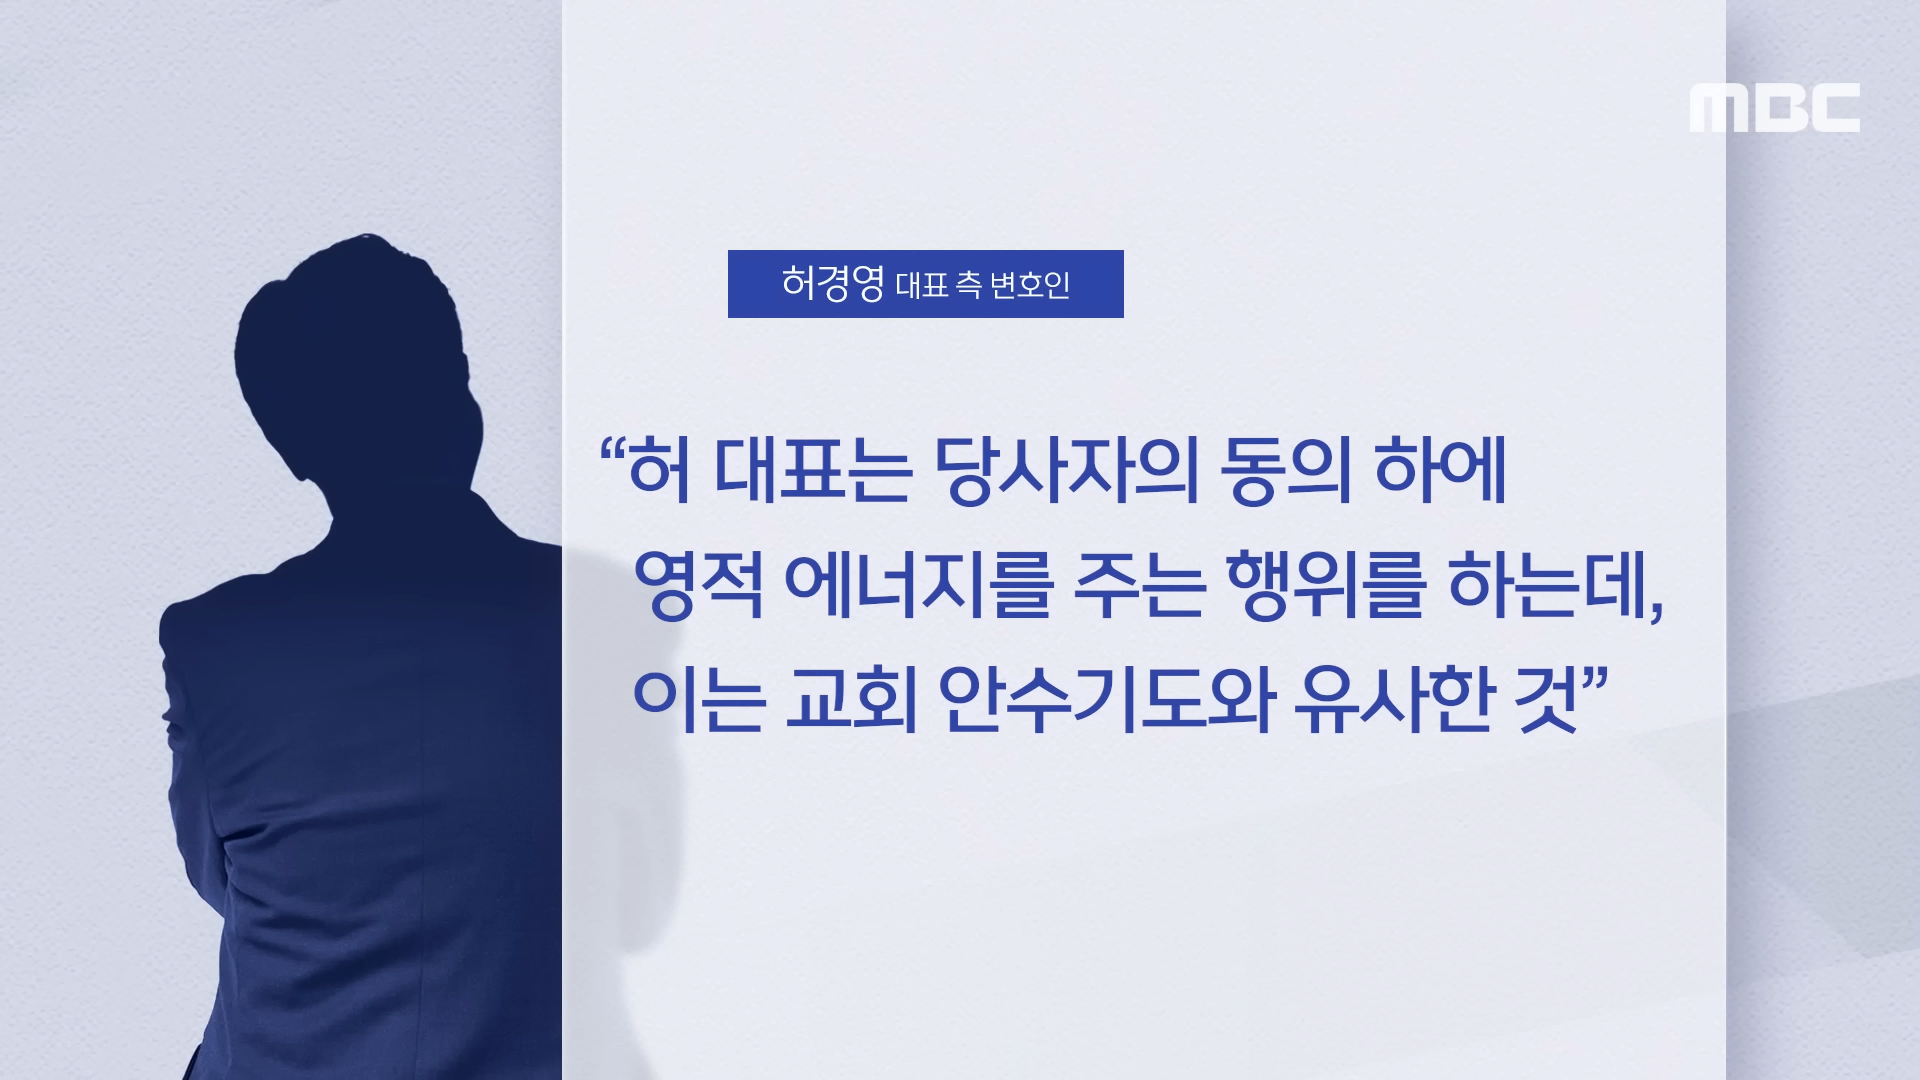 MBC
허경영 대표 측 변호인
“허 대표는 당사자의 동의 하에
영적 에너지를 주는 행위를 하는데,
이는 교회 안수기도와 유사한 것”